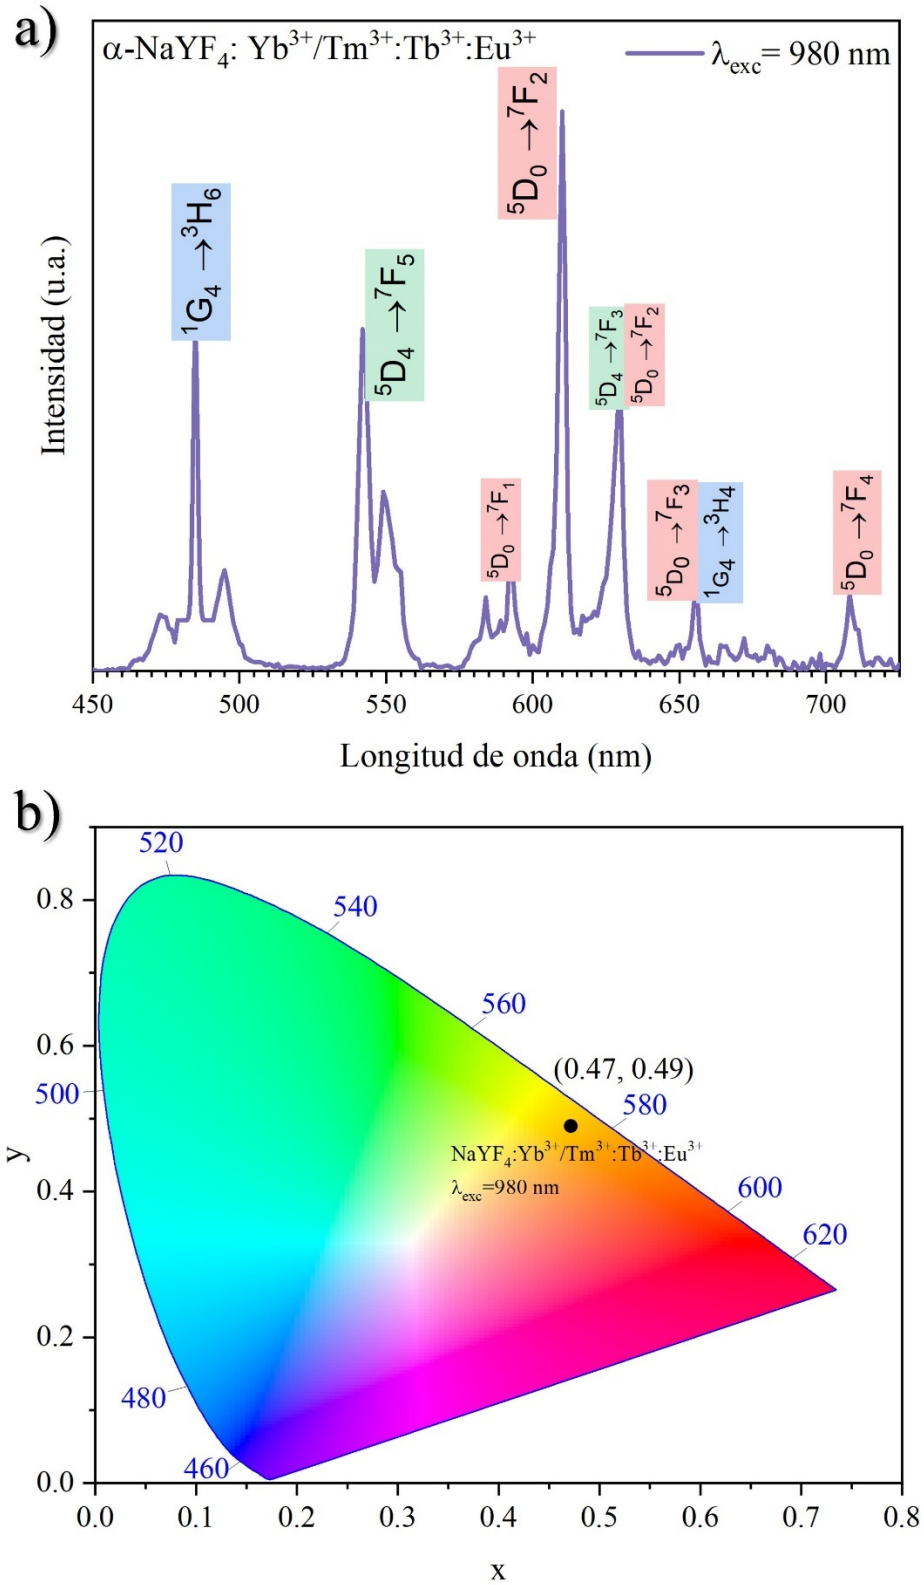 a)
α-NaYF₄: Yb³⁺/Tm³⁺:Tb³⁺:Eu³⁺
λexc= 980 nm
⁵D₀ →⁷F₂
¹G₄ →³H₆
⁵D₄ →⁷F₅
⁵D₄ →⁷F₃
⁵D₀ →⁷F₂
⁵D₀ →⁷F₁
⁵D₀ →⁷F₃
¹G₄ →³H₄
⁵D₀ →⁷F₄
Intensidad (u.a.)
450 500 550 600 650 700
Longitud de onda (nm)
b)
520
540
560
(0.47, 0.49)
500
580
NaYF₄:Yb³⁺/Tm³⁺:Tb³⁺:Eu³⁺
λexc=980 nm
600
620
480
460
0.8
0.6
0.4
0.2
0.0
y
0.0 0.1 0.2 0.3 0.4 0.5 0.6 0.7 0.8
x